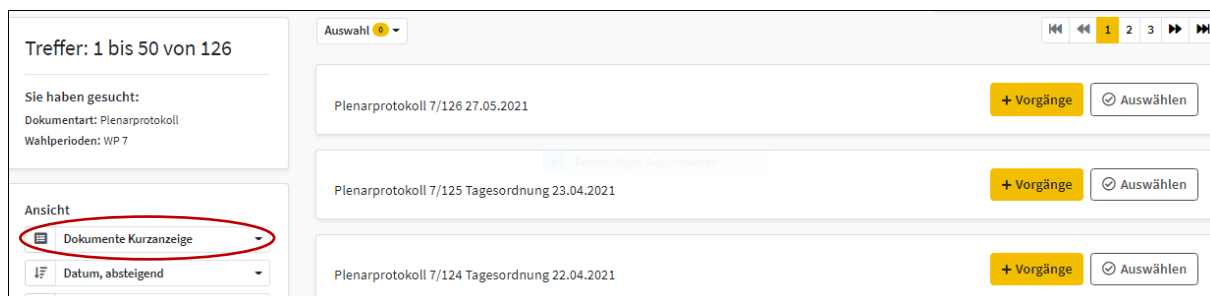 Treffer: 1 bis 50 von 126
Sie haben gesucht:
Dokumentart: Plenarprotokoll
Wahlperioden: WP 7
Ansicht
Dokumente Kurzanzeige
Datum, absteigend
Auswahl 0
1 2 3
Plenarprotokoll 7/126 27.05.2021
+ Vorgänge Auswählen
Rechteckiges Ausschneiden
Plenarprotokoll 7/125 Tagesordnung 23.04.2021
+ Vorgänge Auswählen
Plenarprotokoll 7/124 Tagesordnung 22.04.2021
+ Vorgänge Auswählen